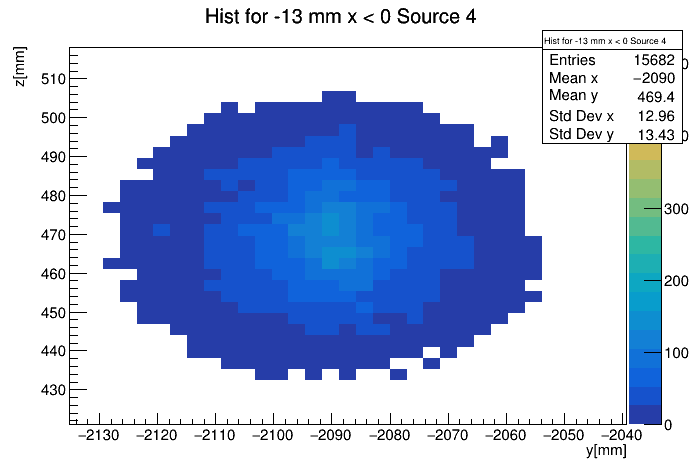 Hist for -13 mm x < 0 Source 4
Hist for -13 mm x < 0 Source 4
Entries 15682
Mean x −2090
Mean y 469.4
Std Dev x 12.96
Std Dev y 13.43
z[mm]
510
500
490
480
470
460
450
440
430
0
0
300
200
100
0
−2130 −2120 −2110 −2100 −2090 −2080 −2070 −2060 −2050 −2040
y[mm]